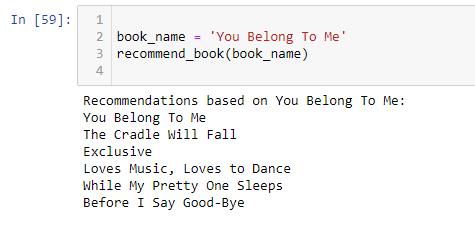 In [59]:
1
2 book_name = 'You Belong To Me'
3 recommend_book(book_name)
4
Recommendations based on You Belong To Me:
You Belong To Me
The Cradle Will Fall
Exclusive
Loves Music, Loves to Dance
While My Pretty One Sleeps
Before I Say Good-Bye